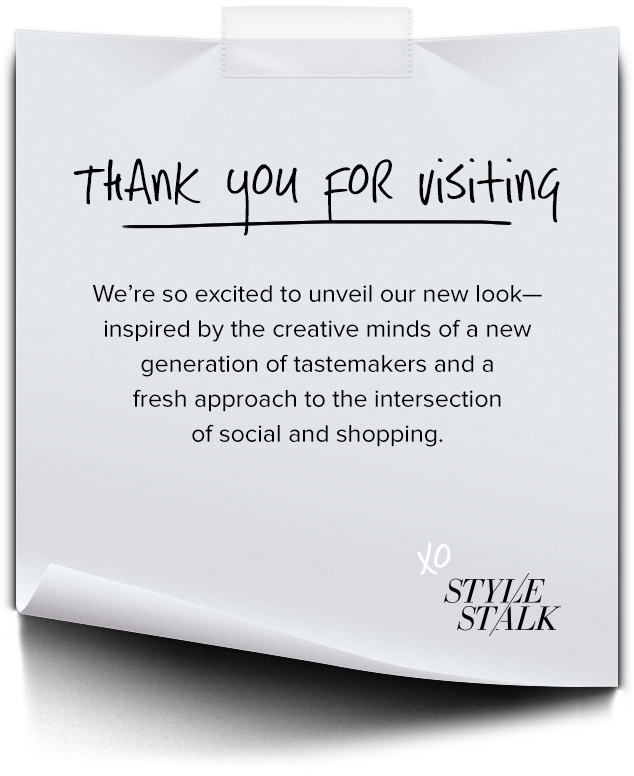 THANK YOU FOR VISITING
We’re so excited to unveil our new look—
inspired by the creative minds of a new
generation of tastemakers and a
fresh approach to the intersection
of social and shopping.
XO
STYLE
STALK